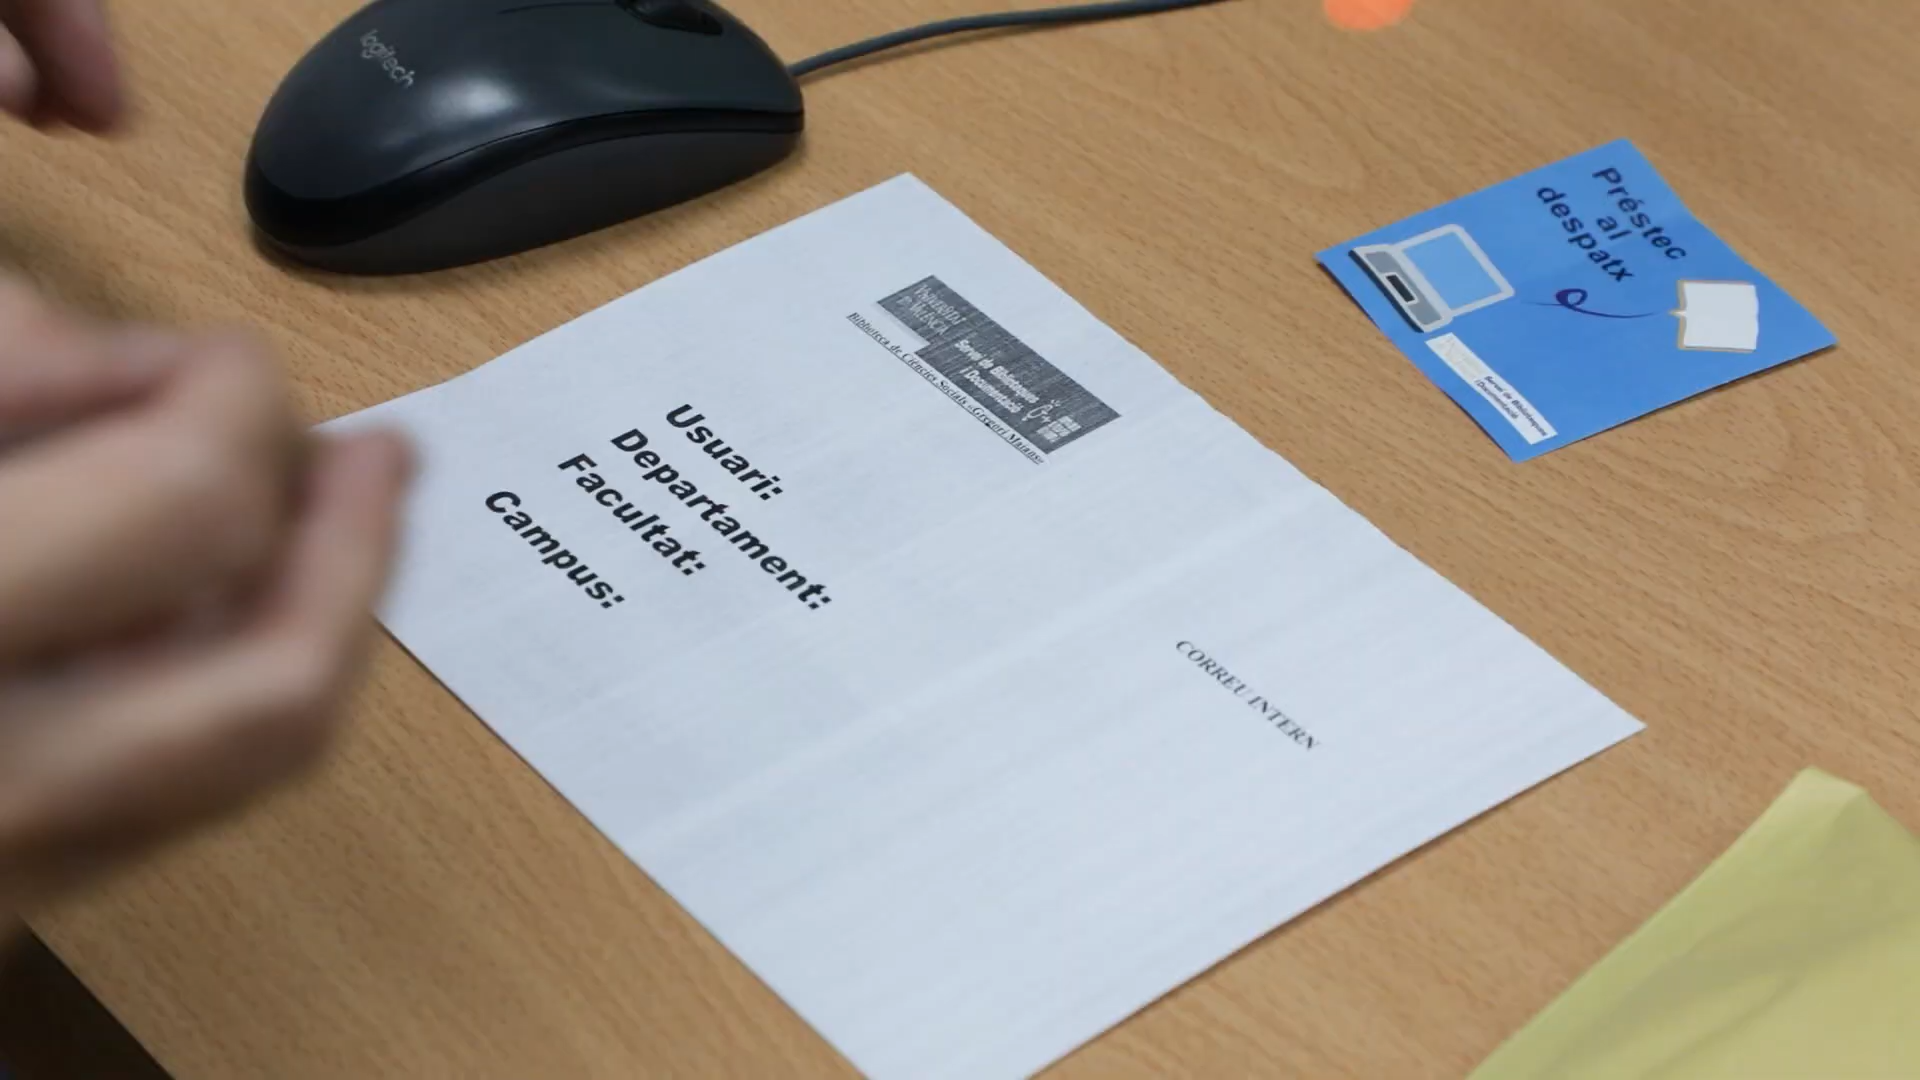 logitech
VNIVERSITAT
DE VALÈNCIA
Servei de Biblioteques
i Documentació
Biblioteca de Ciències Socials «Gregori Maians»
Usuari:
Departament:
Facultat:
Campus:
CORREU INTERN
Préstec
al
despatx
Servei de Biblioteques
i Documentació